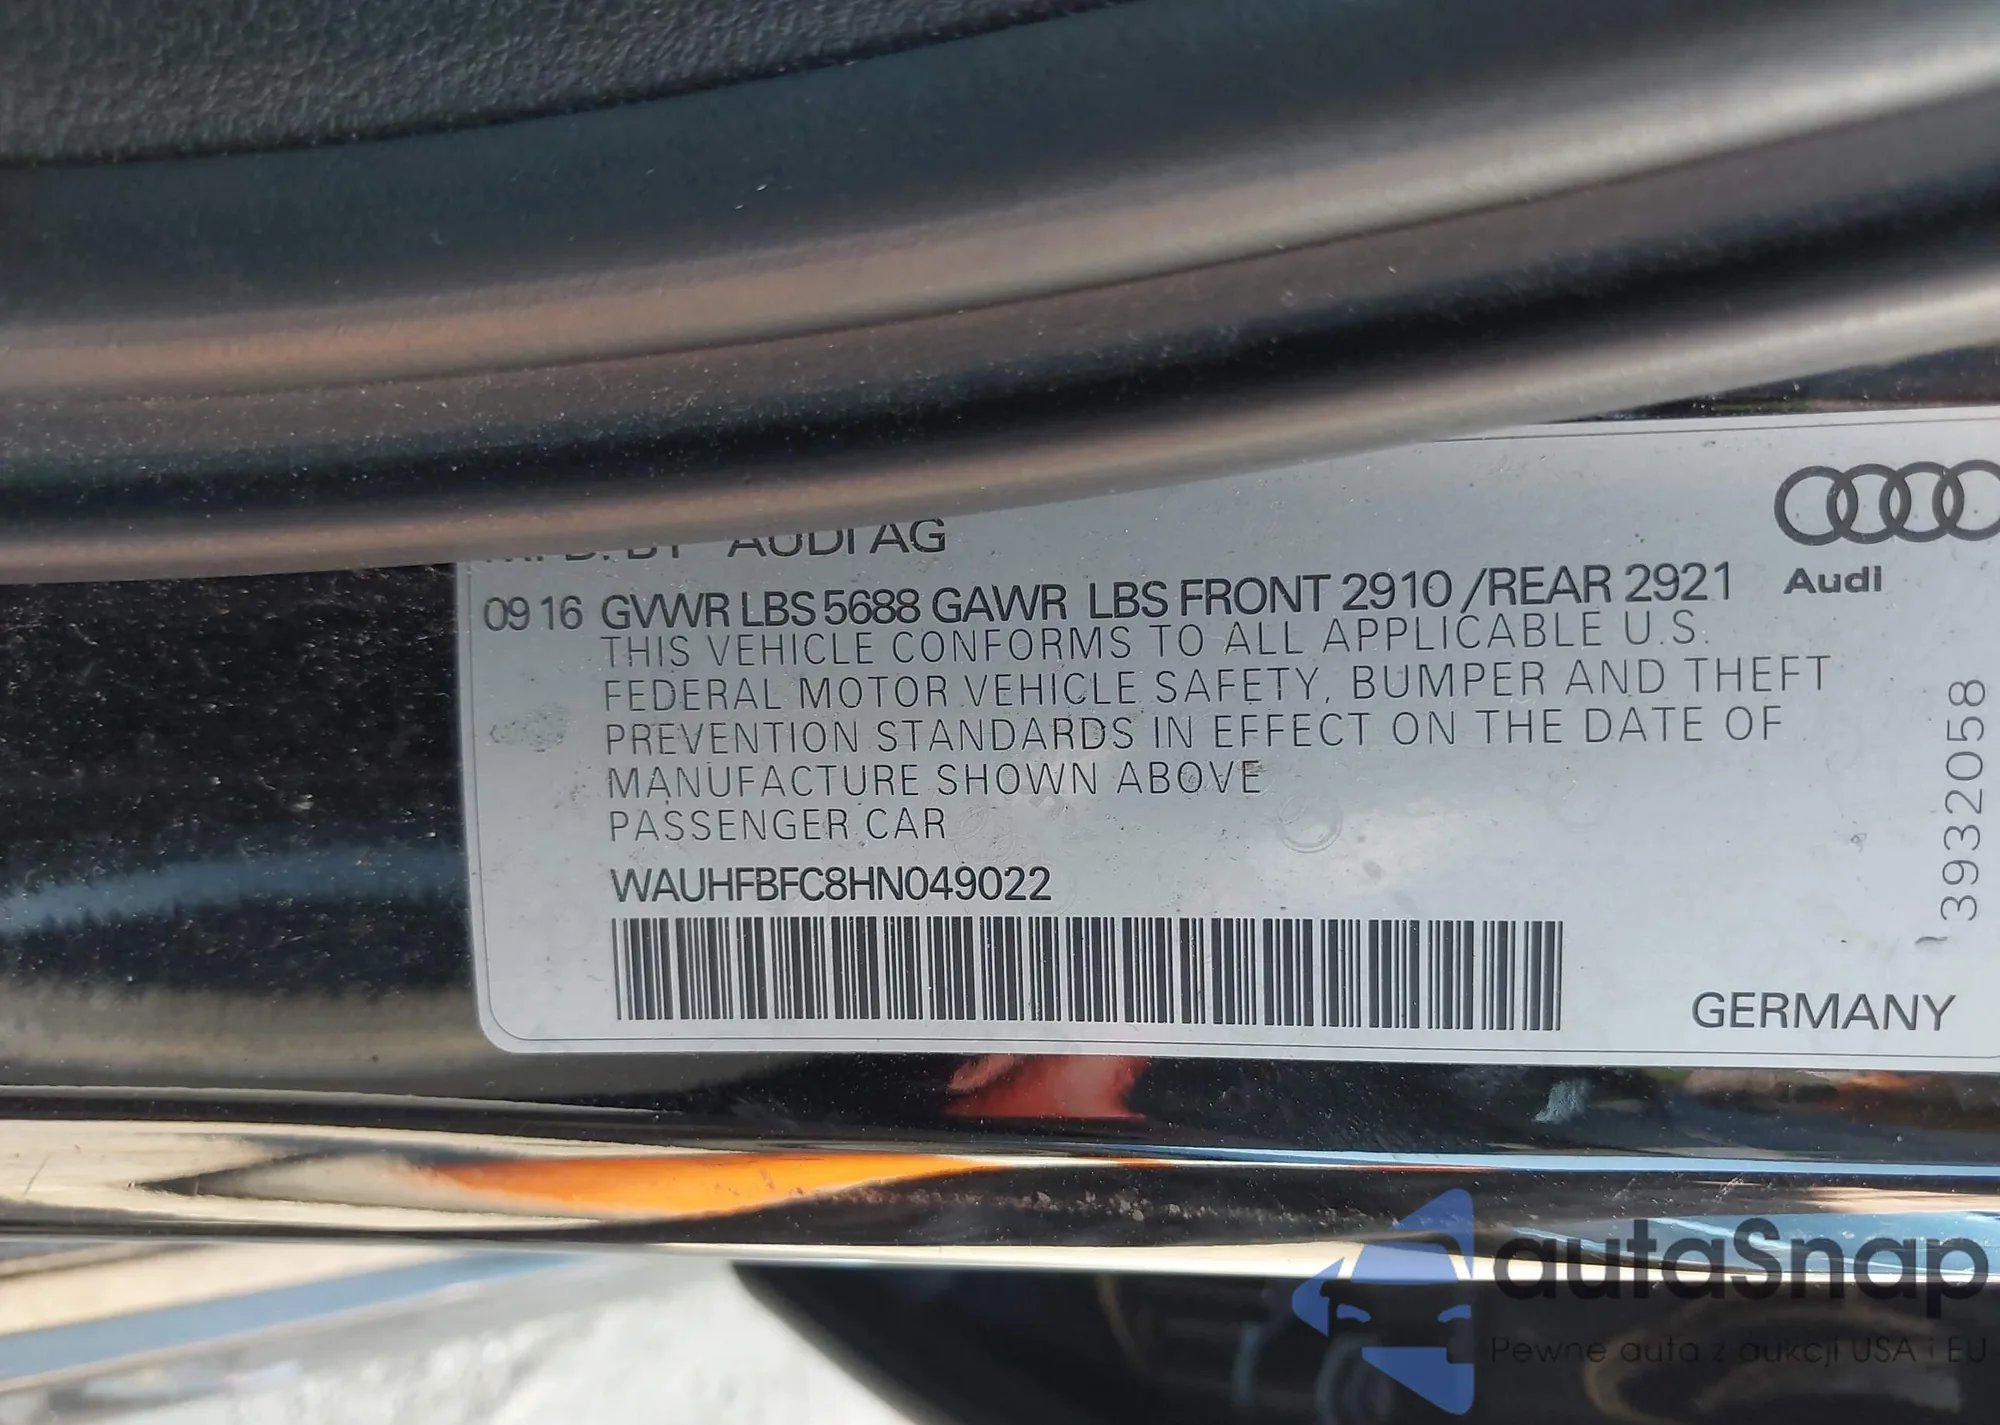 MFD. BY AUDI AG
09 16 GVWR LBS 5688 GAWR LBS FRONT 2910 /REAR 2921
THIS VEHICLE CONFORMS TO ALL APPLICABLE U.S.
FEDERAL MOTOR VEHICLE SAFETY, BUMPER AND THEFT
PREVENTION STANDARDS IN EFFECT ON THE DATE OF
MANUFACTURE SHOWN ABOVE
PASSENGER CAR
WAUHFBFC8HN049022
Audi
3932058
GERMANY
autaSnap
Pewne auta z aukcji USA i EU